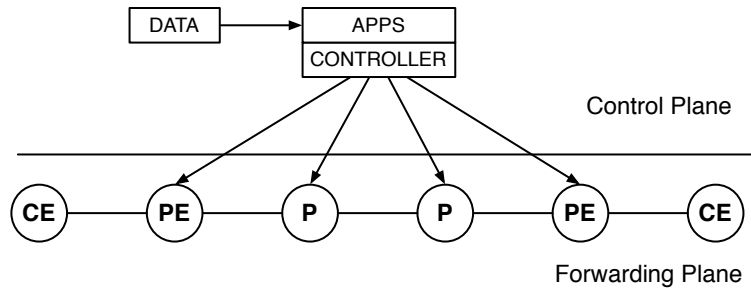 DATA
APPS
CONTROLLER
Control Plane
CE PE P P PE CE
Forwarding Plane